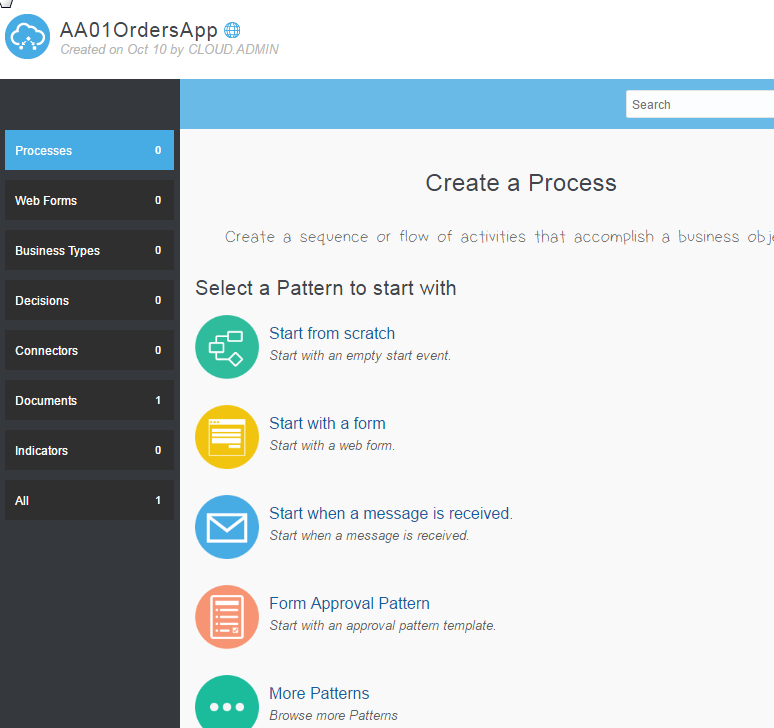 AA01OrdersApp
Created on Oct 10 by CLOUD.ADMIN
Search
Processes 0
Web Forms 0
Business Types 0
Decisions 0
Connectors 0
Documents 1
Indicators 0
All 1
Create a Process
Create a sequence or flow of activities that accomplish a business
Select a Pattern to start with
Start from scratch
Start with an empty start event.
Start with a form
Start with a web form.
Start when a message is received.
Start when a message is received.
Form Approval Pattern
Start with an approval pattern template.
More Patterns
Browse more Patterns